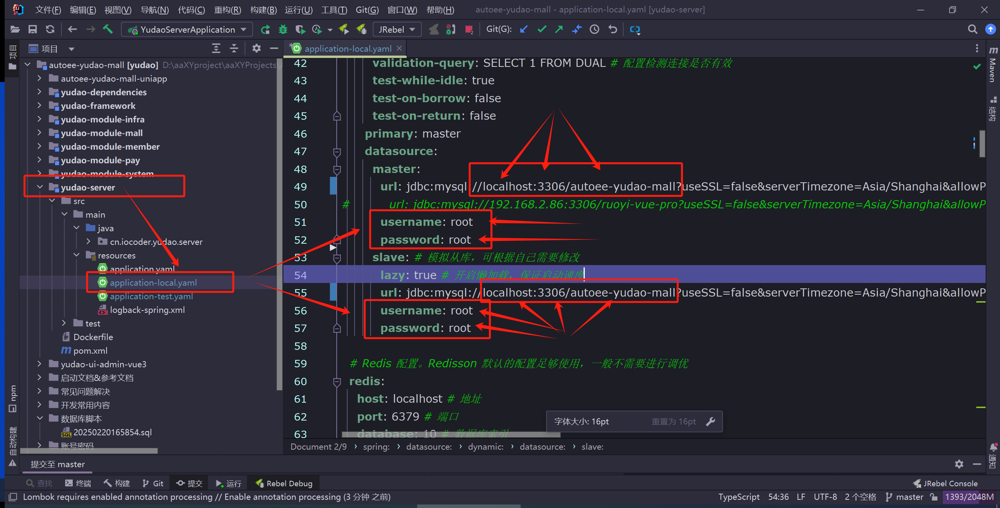 文件(F) 编辑(E) 视图(V) 导航(N) 代码(C) 重构(R) 构建(B) 运行(U) 工具(T) Git(G) 窗口(W) 帮助(H) autoee-yudao-mall - application-local.yaml [yudao-server]
YudaoServerApplication JRebel Git(G):
项目
项目
application-local.yaml
autoee-yudao-mall [yudao] D:\aaXYproject\aaXYProjects\
autoee-yudao-mall-uniapp
yudao-dependencies
yudao-framework
yudao-module-infra
yudao-module-mall
yudao-module-member
yudao-module-pay
yudao-module-system
yudao-server
src
main
java
cn.iocoder.yudao.server
resources
application.yaml
application-local.yaml
application-test.yaml
logback-spring.xml
test
Dockerfile
pom.xml
yudao-ui-admin-vue3
启动文档&参考文档
常见问题解决
开发常用内容
数据库脚本
20250220165854.sql
账号密码
npm
自动构建
42 validation-query: SELECT 1 FROM DUAL # 配置检测连接是否有效
43 test-while-idle: true
44 test-on-borrow: false
45 test-on-return: false
46 primary: master
47 datasource:
48 master:
49 url: jdbc:mysql://localhost:3306/autoee-yudao-mall?useSSL=false&serverTimezone=Asia/Shanghai&allowP
50 # url: jdbc:mysql://192.168.2.86:3306/ruoyi-vue-pro?useSSL=false&serverTimezone=Asia/Shanghai&allowP
51 username: root
52 password: root
53 slave: # 模拟从库，可根据自己需要修改
54 lazy: true # 开启懒加载，保证启动速度
55 url: jdbc:mysql://localhost:3306/autoee-yudao-mall?useSSL=false&serverTimezone=Asia/Shanghai&allowP
56 username: root
57 password: root
58
59 # Redis 配置。Redisson 默认的配置足够使用，一般不需要进行调优
60 redis:
61 host: localhost # 地址
62 port: 6379 # 端口
63 database: 10 # 数据库索引
字体大小: 16pt 重置为 16pt
Maven
结构
通知
Document 2/9 › spring: › datasource: › dynamic: › datasource: › slave:
提交至 master
查找 终端 构建 Git 提交 运行 Rebel Debug JRebel Console
Lombok requires enabled annotation processing // Enable annotation processing (3 分钟 之前) TypeScript 54:36 LF UTF-8 2 个空格 master 1393/2048M